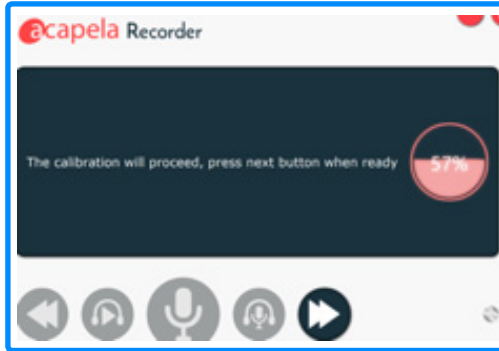 acapela Recorder
The calibration will proceed, press next button when ready
57%